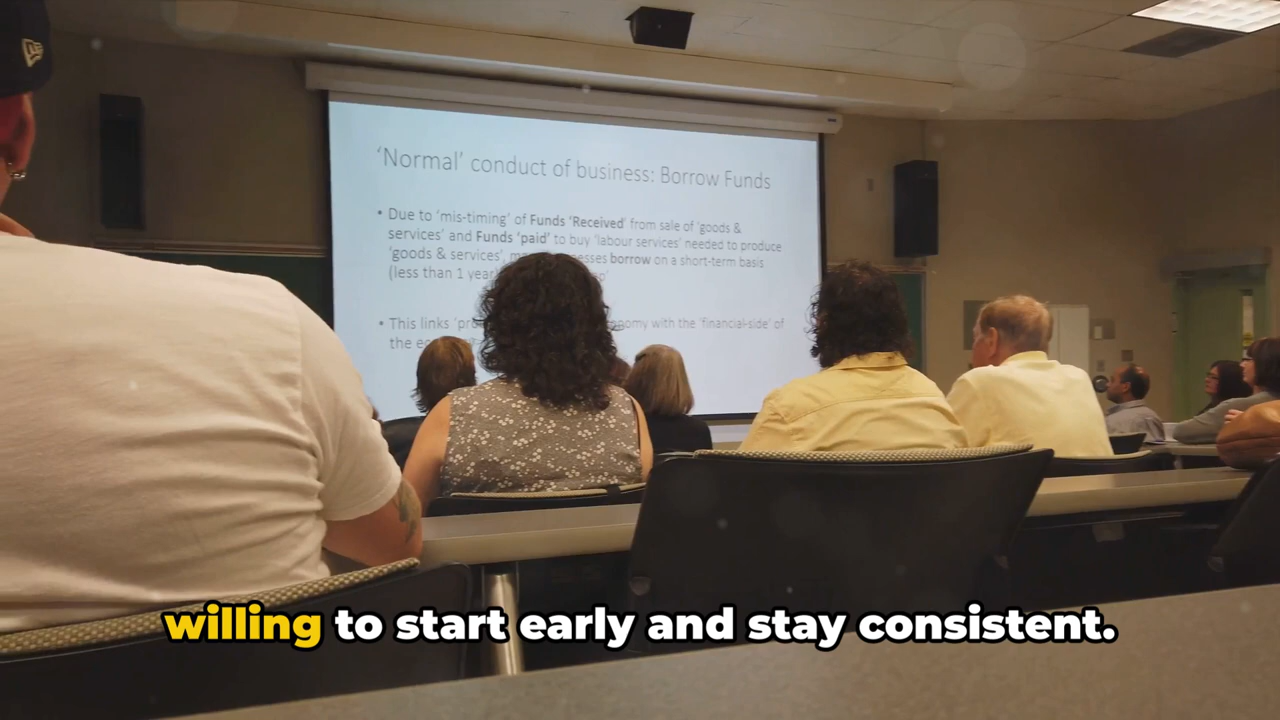 'Normal' conduct of business: Borrow Funds
• Due to 'mis-timing' of Funds 'Received' from sale of 'goods &
services' and Funds 'paid' to buy 'labour services' needed to produce
'goods & services', borrow on a short-term basis
(less than 1 year
• This links with the 'financial-side' of
the
willing to start early and stay consistent.